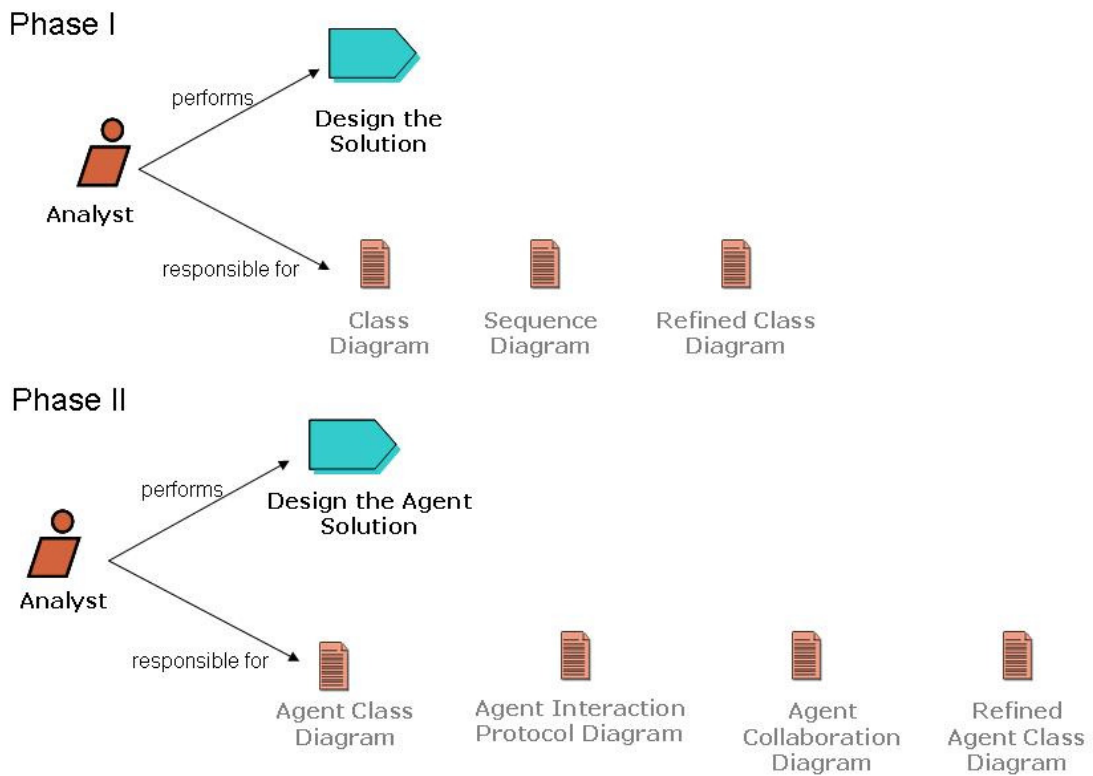 Phase I
performs
Design the
Solution
Analyst
responsible for
Class
Diagram
Sequence
Diagram
Refined Class
Diagram
Phase II
performs
Design the Agent
Solution
Analyst
responsible for
Agent Class
Diagram
Agent Interaction
Protocol Diagram
Agent
Collaboration
Diagram
Refined
Agent Class
Diagram